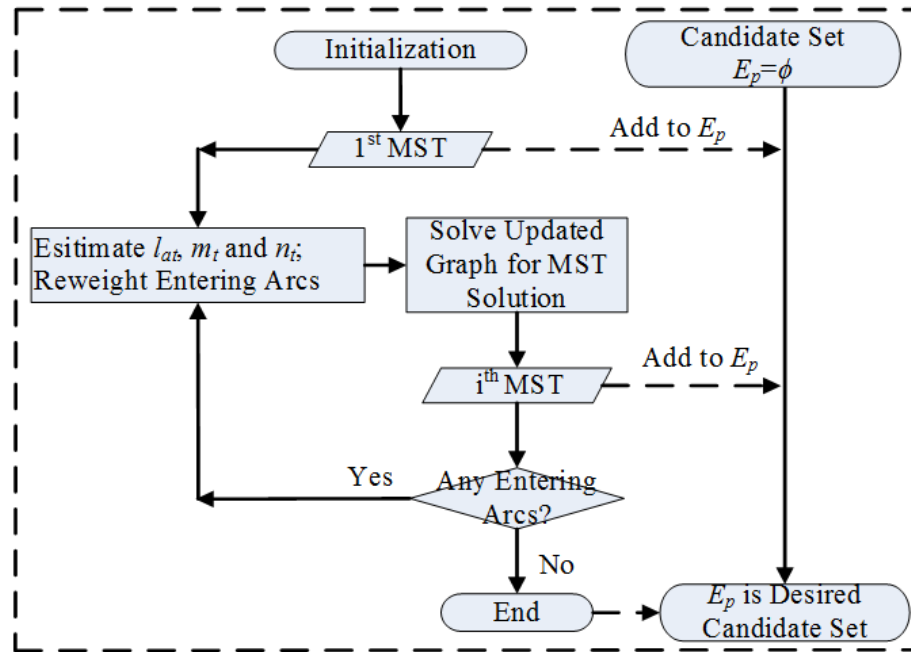 Initialization
Candidate Set
Eₚ=ϕ
1ˢᵗ MST
Add to Eₚ
Esitimate lₐₜ, mₜ and nₜ;
Reweight Entering Arcs
Solve Updated
Graph for MST
Solution
iᵗʰ MST
Add to Eₚ
Yes
Any Entering
Arcs?
No
End
Eₚ is Desired
Candidate Set